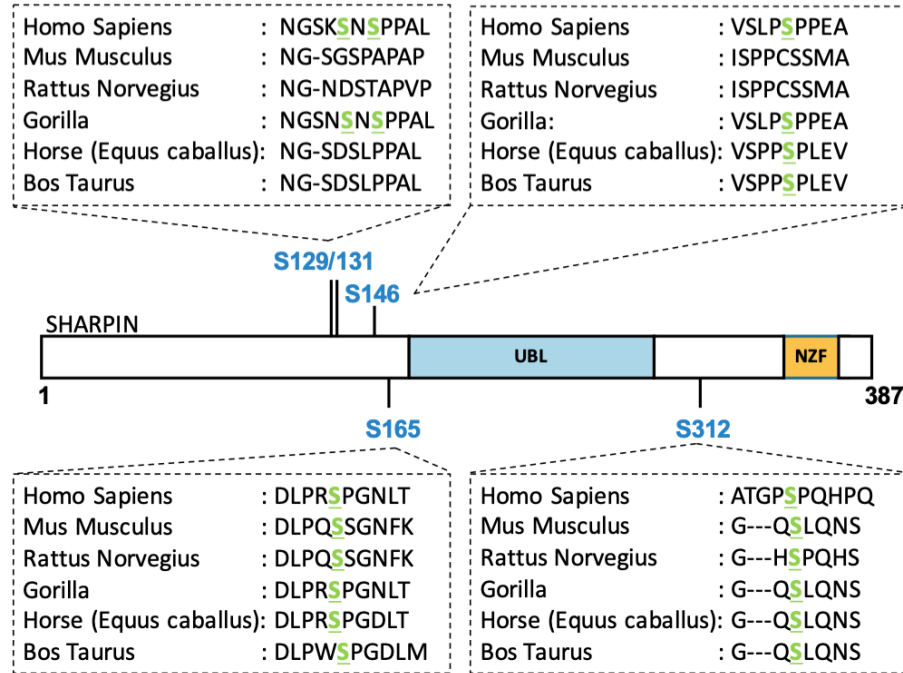 Homo Sapiens : NGSKSNSPPAL
Mus Musculus : NG-SGSPAPAP
Rattus Norvegius : NG-NDSTAPVP
Gorilla : NGSNSNSPPAL
Horse (Equus caballus): NG-SDSLPPAL
Bos Taurus : NG-SDSLPPAL
Homo Sapiens : VSLPSPPEA
Mus Musculus : ISPPCSSMA
Rattus Norvegius : ISPPCSSMA
Gorilla: : VSLPSPPEA
Horse (Equus caballus): VSPPSPLEV
Bos Taurus : VSPPSPLEV
S129/131
S146
SHARPIN
UBL
NZF
1
387
S165
S312
Homo Sapiens : DLPRSPGNLT
Mus Musculus : DLPQSSGNFK
Rattus Norvegius : DLPQSSGNFK
Gorilla : DLPRSPGNLT
Horse (Equus caballus): DLPRSPGDLT
Bos Taurus : DLPWSPGDLM
Homo Sapiens : ATGPSPQHPQ
Mus Musculus : G---QSLQNS
Rattus Norvegius : G---HSPQHS
Gorilla : G---QSLQNS
Horse (Equus caballus): G---QSLQNS
Bos Taurus : G---QSLQNS